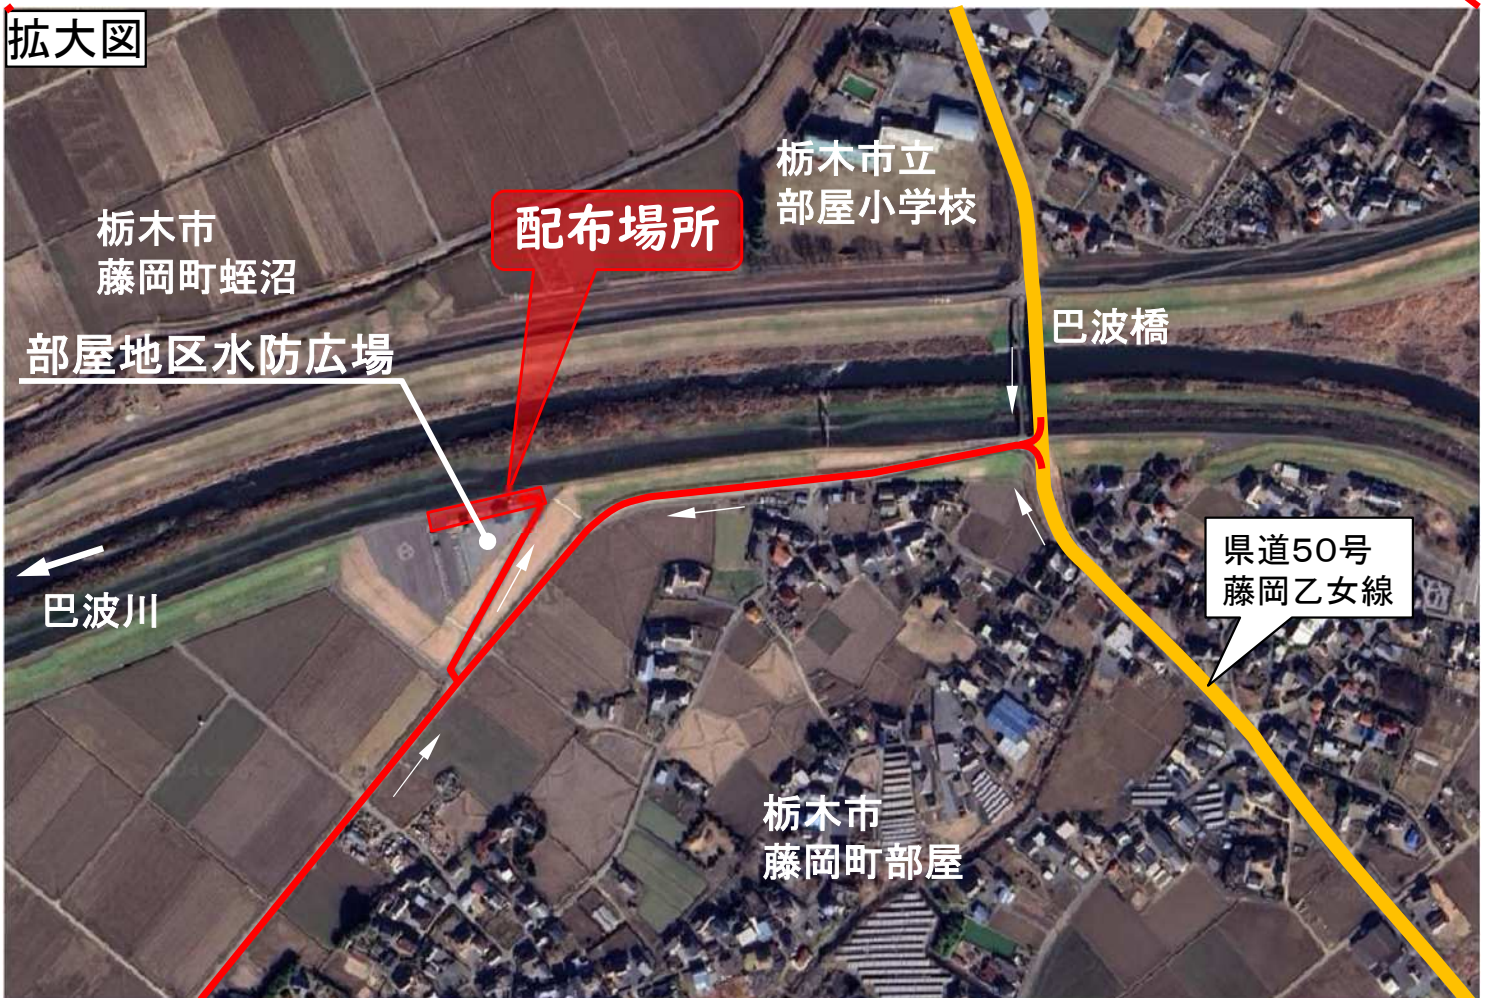 拡大図
栃木市立
部屋小学校
配布場所
栃木市
藤岡町蛭沼
巴波橋
部屋地区水防広場
県道50号
藤岡乙女線
巴波川
栃木市
藤岡町部屋